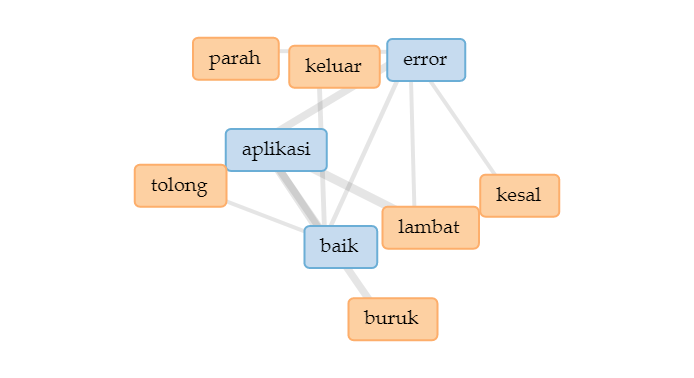 parah
keluar
error
aplikasi
tolong
kesal
lambat
baik
buruk